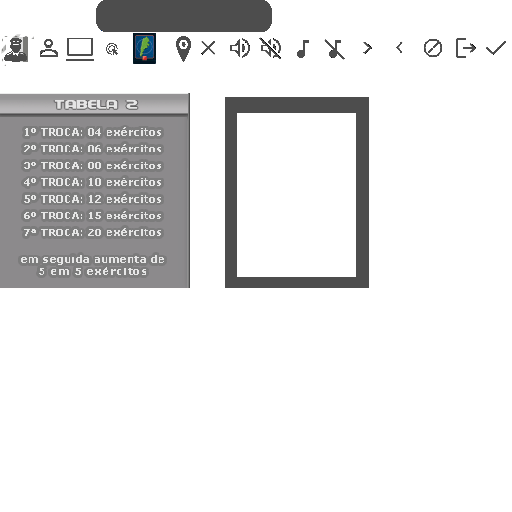 TABELA 2
1º TROCA: 04 exércitos
2º TROCA: 06 exércitos
3º TROCA: 00 exércitos
4º TROCA: 10 exércitos
5º TROCA: 12 exércitos
6º TROCA: 15 exércitos
7º TROCA: 20 exércitos
em seguida aumenta de
5 em 5 exércitos